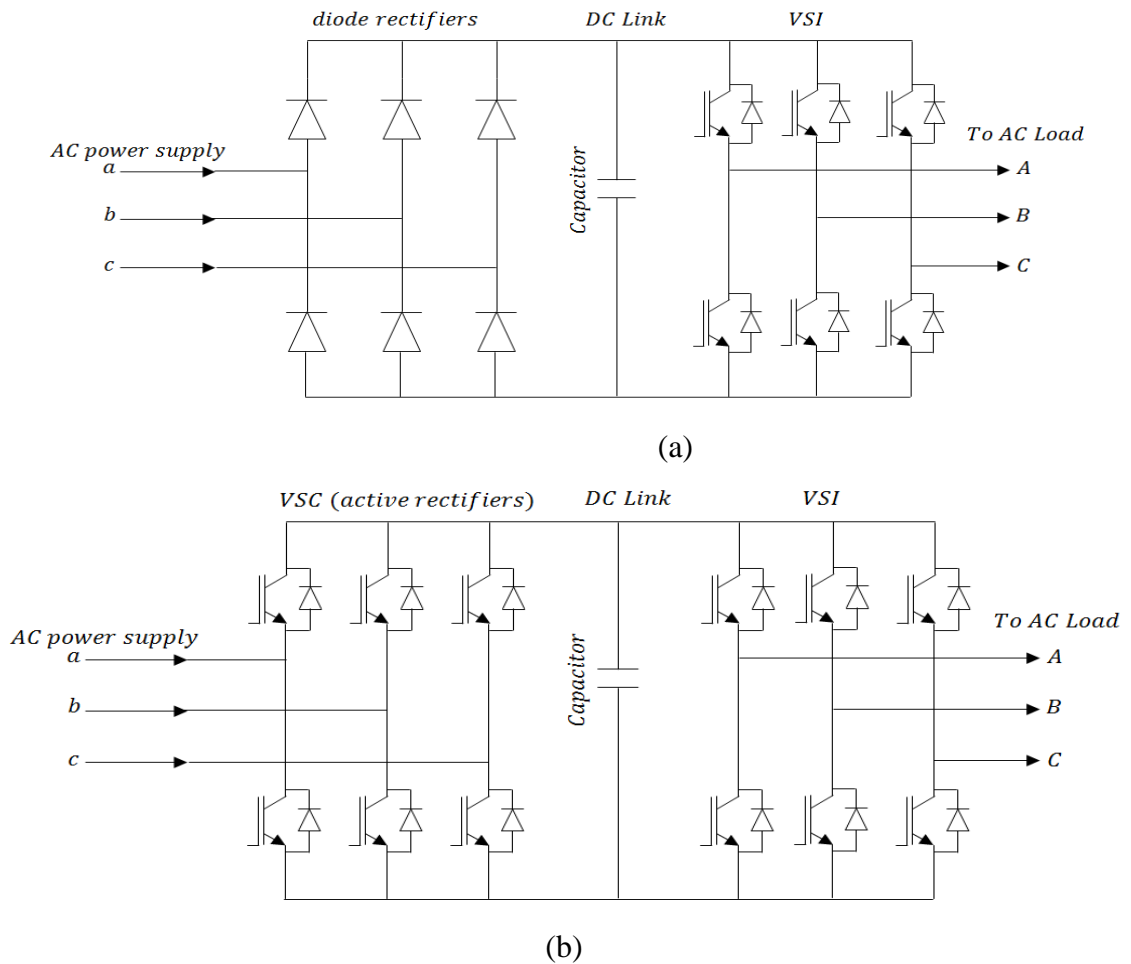 diode rectifiers DC Link VSI
AC power supply
a
b
c
Capacitor
To AC Load
A
B
C
(a)
VSC (active rectifiers) DC Link VSI
AC power supply
a
b
c
Capacitor
To AC Load
A
B
C
(b)